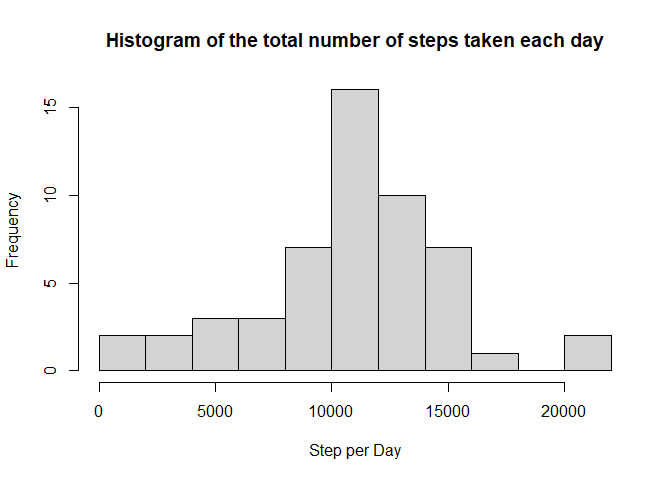 Histogram of the total number of steps taken each day
Frequency
15
10
5
0
0 5000 10000 15000 20000
Step per Day